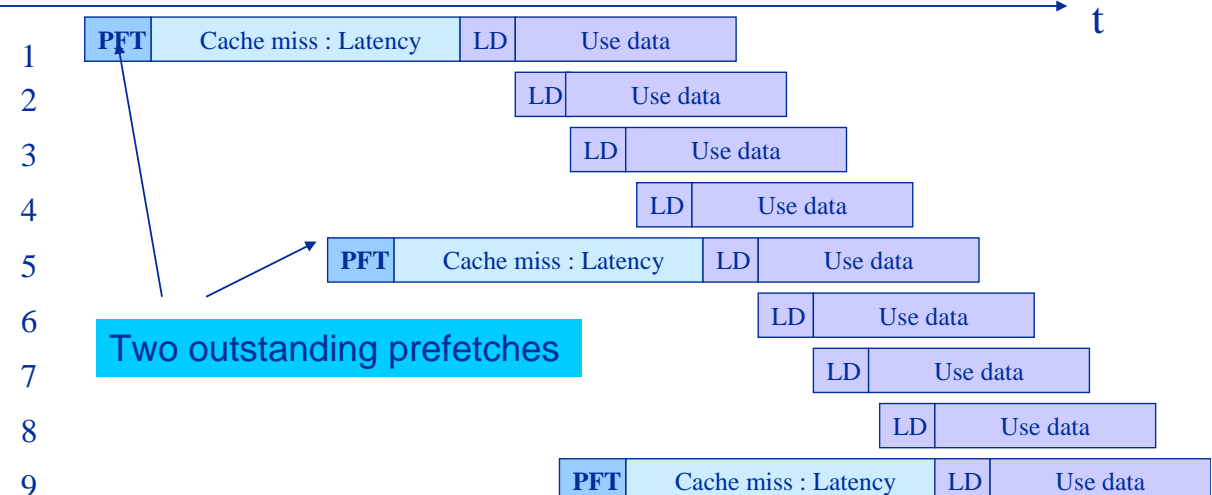 t
1 PFT Cache miss : Latency LD Use data
2 LD Use data
3 LD Use data
4 LD Use data
5 PFT Cache miss : Latency LD Use data
6 LD Use data
Two outstanding prefetches
7 LD Use data
8 LD Use data
9 PFT Cache miss : Latency LD Use data